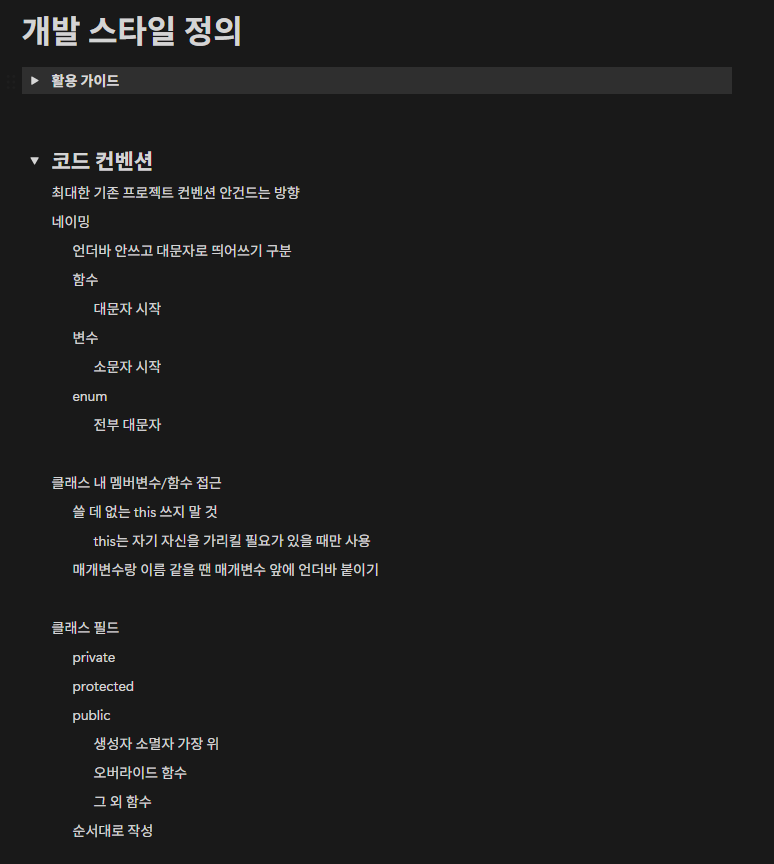 개발 스타일 정의
활용 가이드
코드 컨벤션
최대한 기존 프로젝트 컨벤션 안건드는 방향
네이밍
언더바 안쓰고 대문자로 띄어쓰기 구분
함수
대문자 시작
변수
소문자 시작
enum
전부 대문자
클래스 내 멤버변수/함수 접근
쓸 데 없는 this 쓰지 말 것
this는 자기 자신을 가리킬 필요가 있을 때만 사용
매개변수랑 이름 같을 땐 매개변수 앞에 언더바 붙이기
클래스 필드
private
protected
public
생성자 소멸자 가장 위
오버라이드 함수
그 외 함수
순서대로 작성